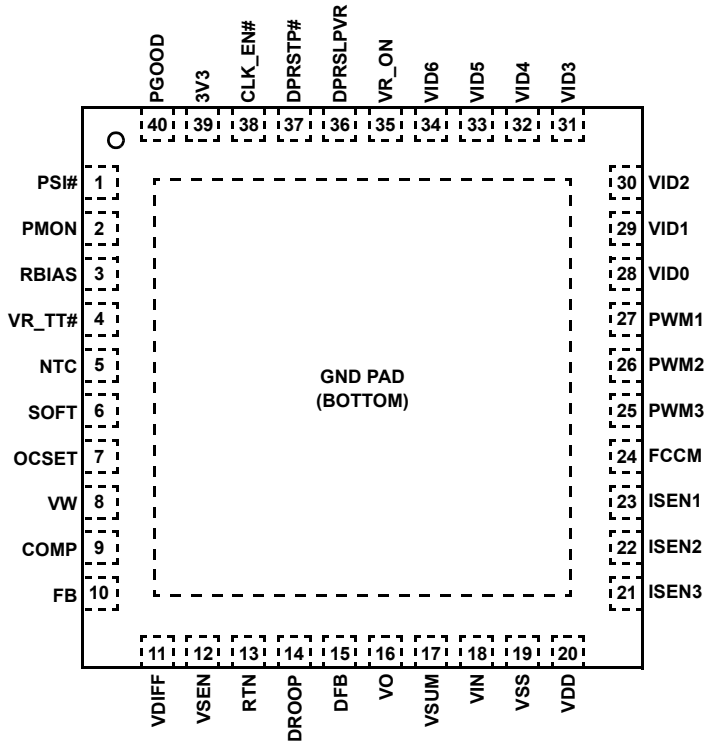 PGOOD
3V3
CLK_EN#
DPRSTP#
DPRSLPVR
VR_ON
VID6
VID5
VID4
VID3
40 39 38 37 36 35 34 33 32 31
PSI# 1
PMON 2
RBIAS 3
VR_TT# 4
NTC 5
SOFT 6
OCSET 7
VW 8
COMP 9
FB 10
GND PAD
(BOTTOM)
30 VID2
29 VID1
28 VID0
27 PWM1
26 PWM2
25 PWM3
24 FCCM
23 ISEN1
22 ISEN2
21 ISEN3
11 12 13 14 15 16 17 18 19 20
VDIFF
VSEN
RTN
DROOP
DFB
VO
VSUM
VIN
VSS
VDD